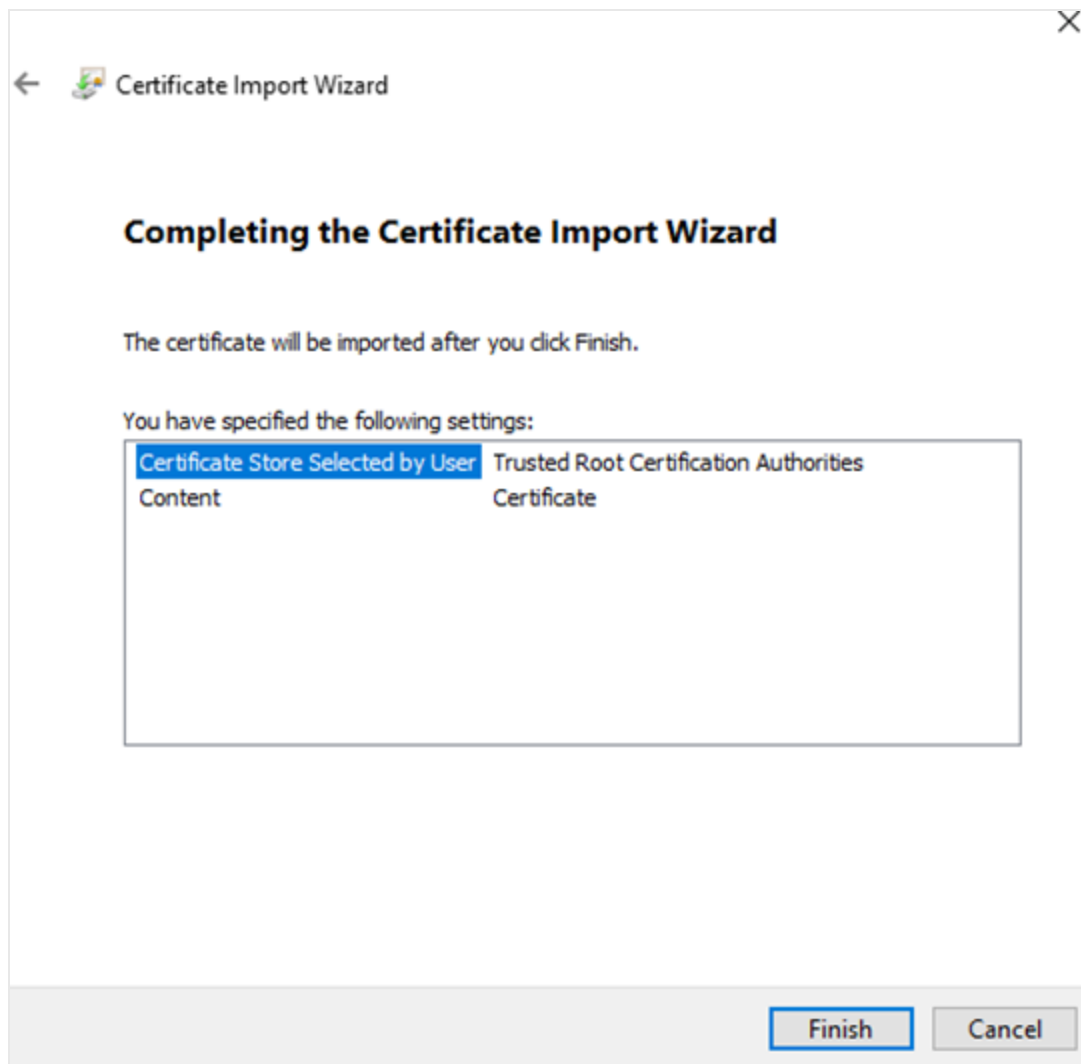 Certificate Import Wizard
Completing the Certificate Import Wizard
The certificate will be imported after you click Finish.
You have specified the following settings:
Certificate Store Selected by User Trusted Root Certification Authorities
Content Certificate
Finish Cancel